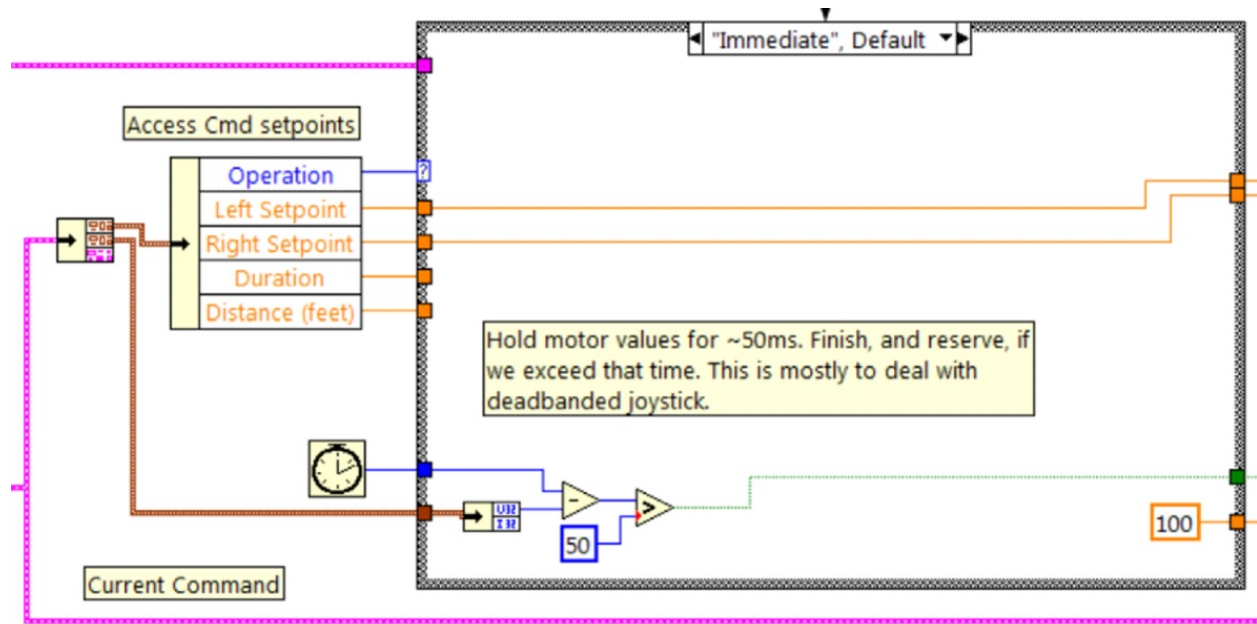 "Immediate", Default
Access Cmd setpoints
Operation
Left Setpoint
Right Setpoint
Duration
Distance (feet)
?
Hold motor values for ~50ms. Finish, and reserve, if
we exceed that time. This is mostly to deal with
deadbanded joystick.
-
>
50
100
Current Command